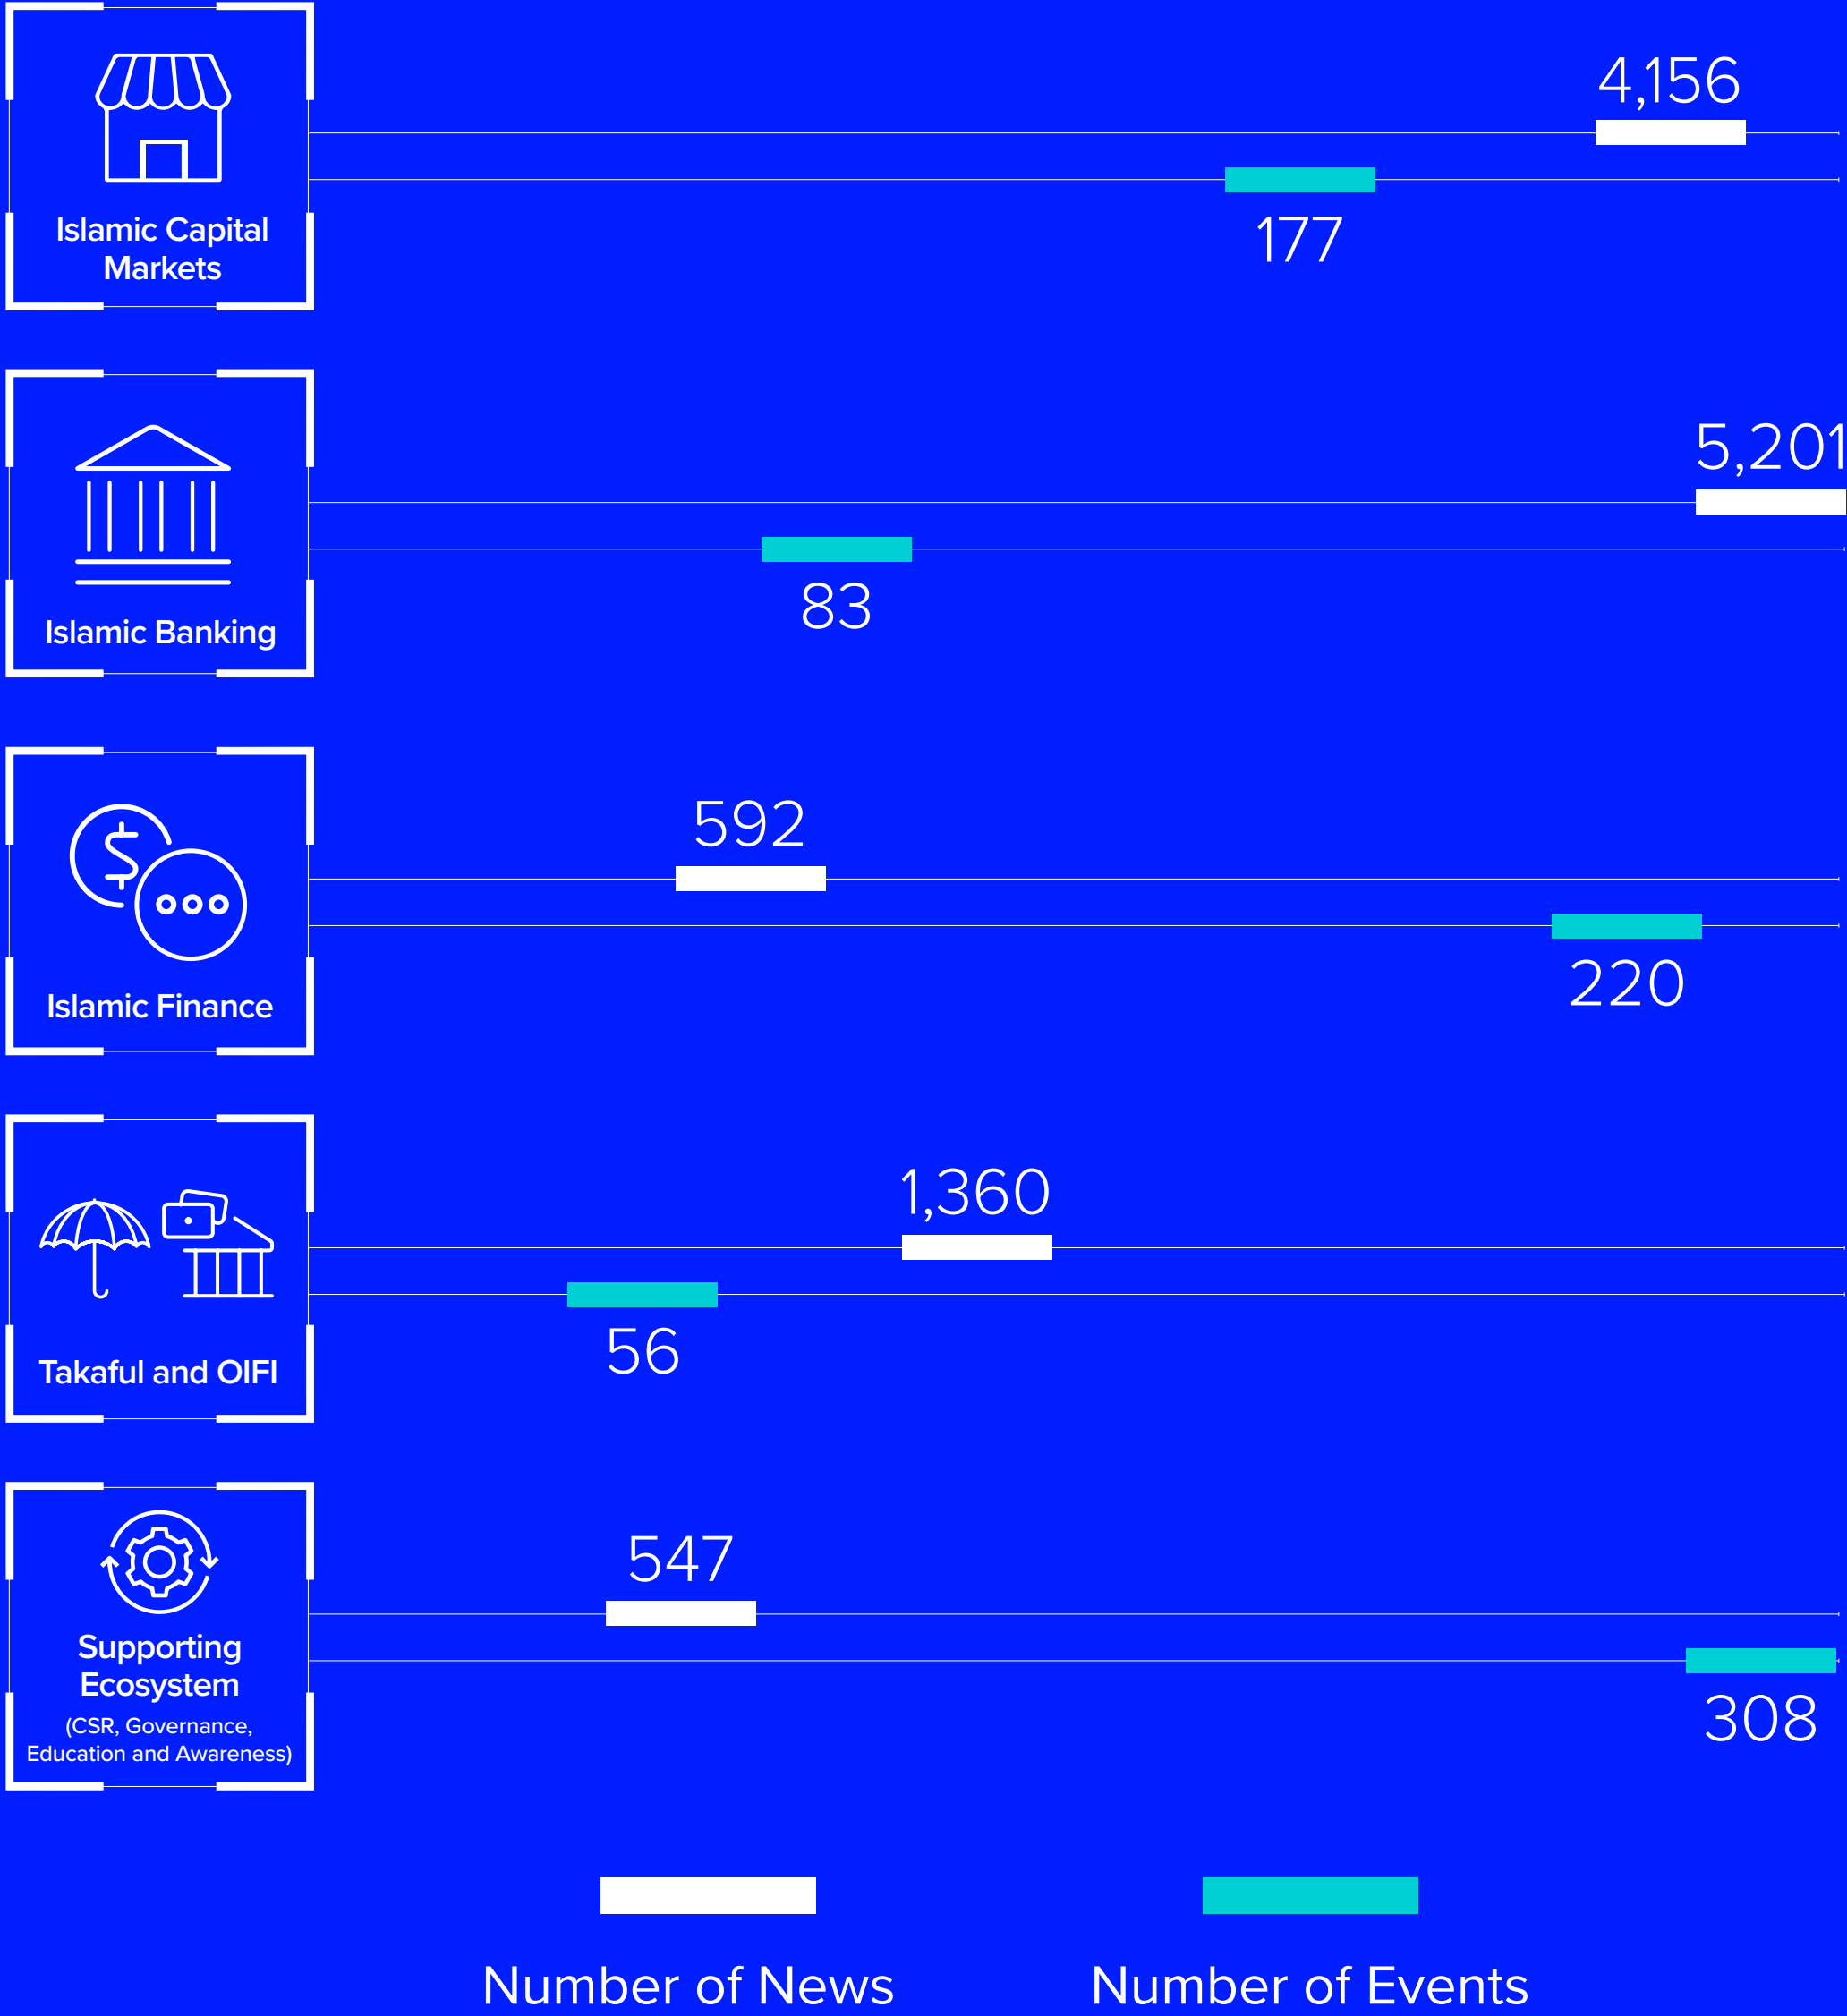 4,156
177
Islamic Capital
Markets
5,201
83
Islamic Banking
592
220
Islamic Finance
1,360
56
Takaful and OIFI
547
308
Supporting
Ecosystem
(CSR, Governance,
Education and Awareness)
Number of News
Number of Events